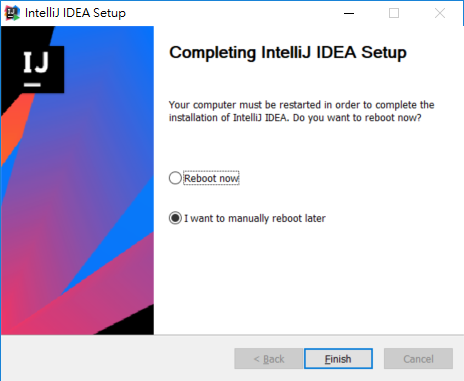 IntelliJ IDEA Setup
IJ
Completing IntelliJ IDEA Setup
Your computer must be restarted in order to complete the
installation of IntelliJ IDEA. Do you want to reboot now?
Reboot now
I want to manually reboot later
< Back
Finish
Cancel